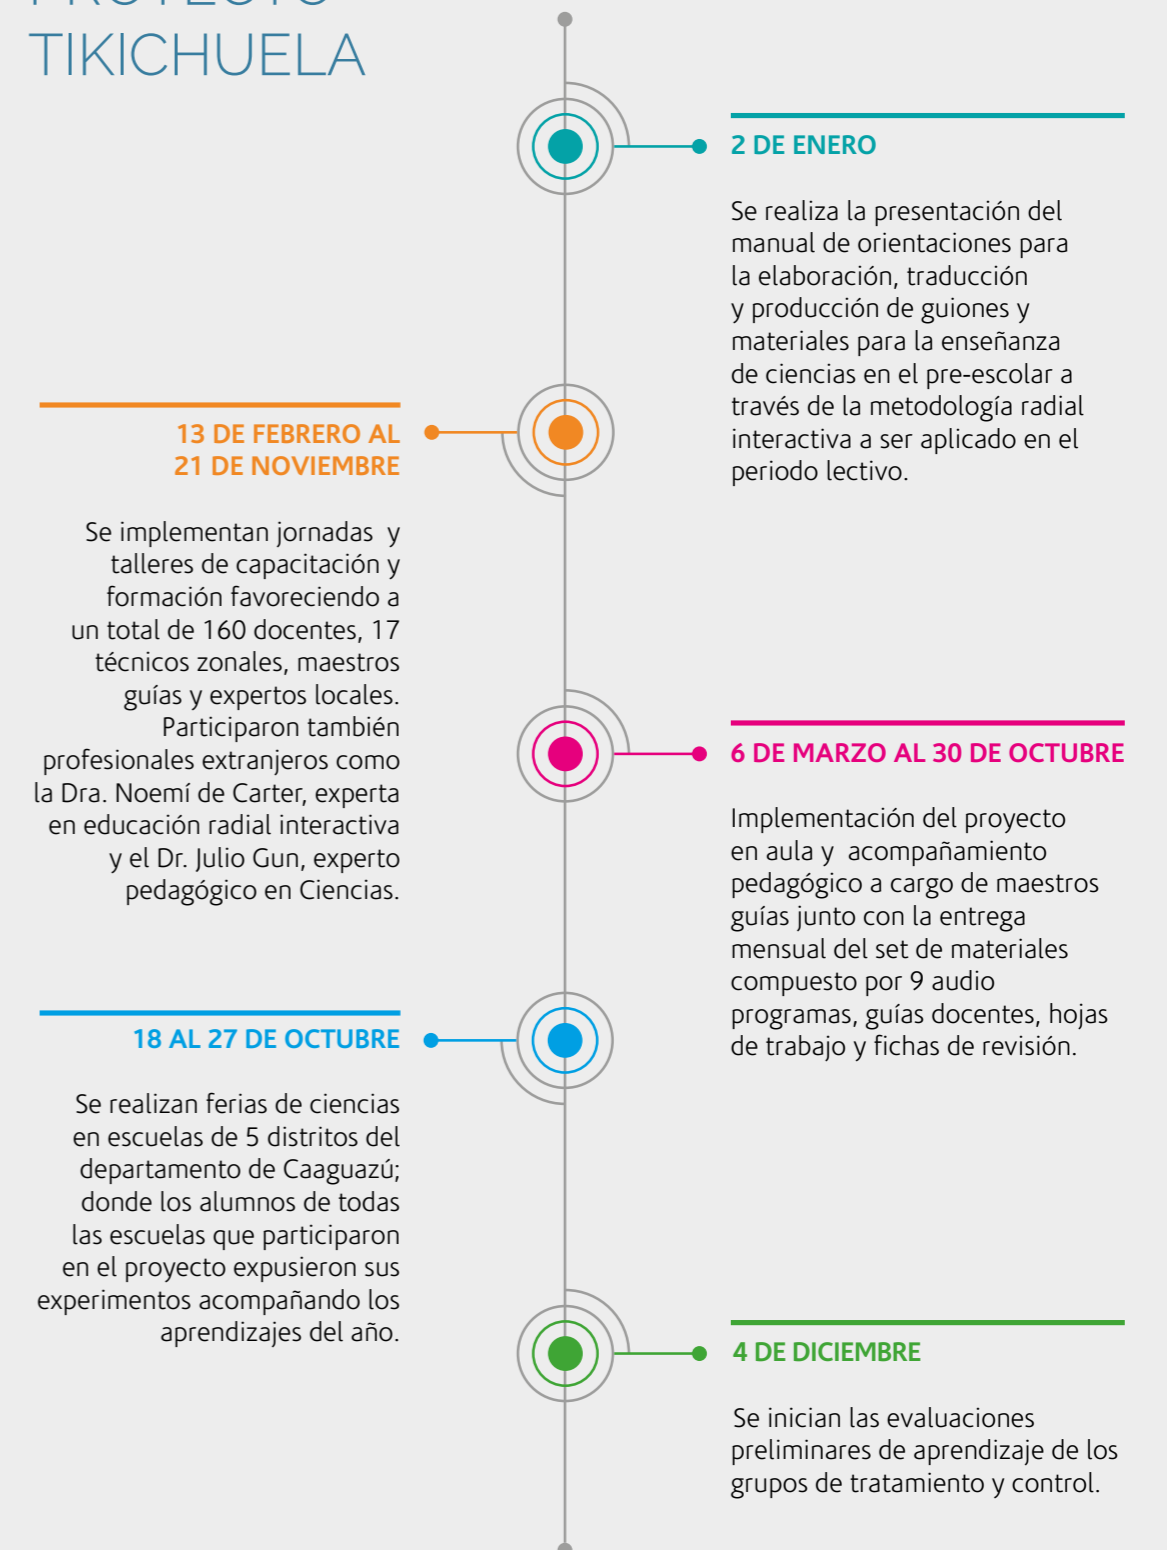 PROYECTO
TIKICHUELA
2 DE ENERO
Se realiza la presentación del
manual de orientaciones para
la elaboración, traducción
y producción de guiones y
materiales para la enseñanza
de ciencias en el pre-escolar a
través de la metodología radial
interactiva a ser aplicado en el
periodo lectivo.
13 DE FEBRERO AL
21 DE NOVIEMBRE
Se implementan jornadas y
talleres de capacitación y
formación favoreciendo a
un total de 160 docentes, 17
técnicos zonales, maestros
guías y expertos locales.
Participaron también
profesionales extranjeros como
la Dra. Noemí de Carter, experta
en educación radial interactiva
y el Dr. Julio Gun, experto
pedagógico en Ciencias.
6 DE MARZO AL 30 DE OCTUBRE
Implementación del proyecto
en aula y acompañamiento
pedagógico a cargo de maestros
guías junto con la entrega
mensual del set de materiales
compuesto por 9 audio
programas, guías docentes, hojas
de trabajo y fichas de revisión.
18 AL 27 DE OCTUBRE
Se realizan ferias de ciencias
en escuelas de 5 distritos del
departamento de Caaguazú;
donde los alumnos de todas
las escuelas que participaron
en el proyecto expusieron sus
experimentos acompañando los
aprendizajes del año.
4 DE DICIEMBRE
Se inician las evaluaciones
preliminares de aprendizaje de los
grupos de tratamiento y control.